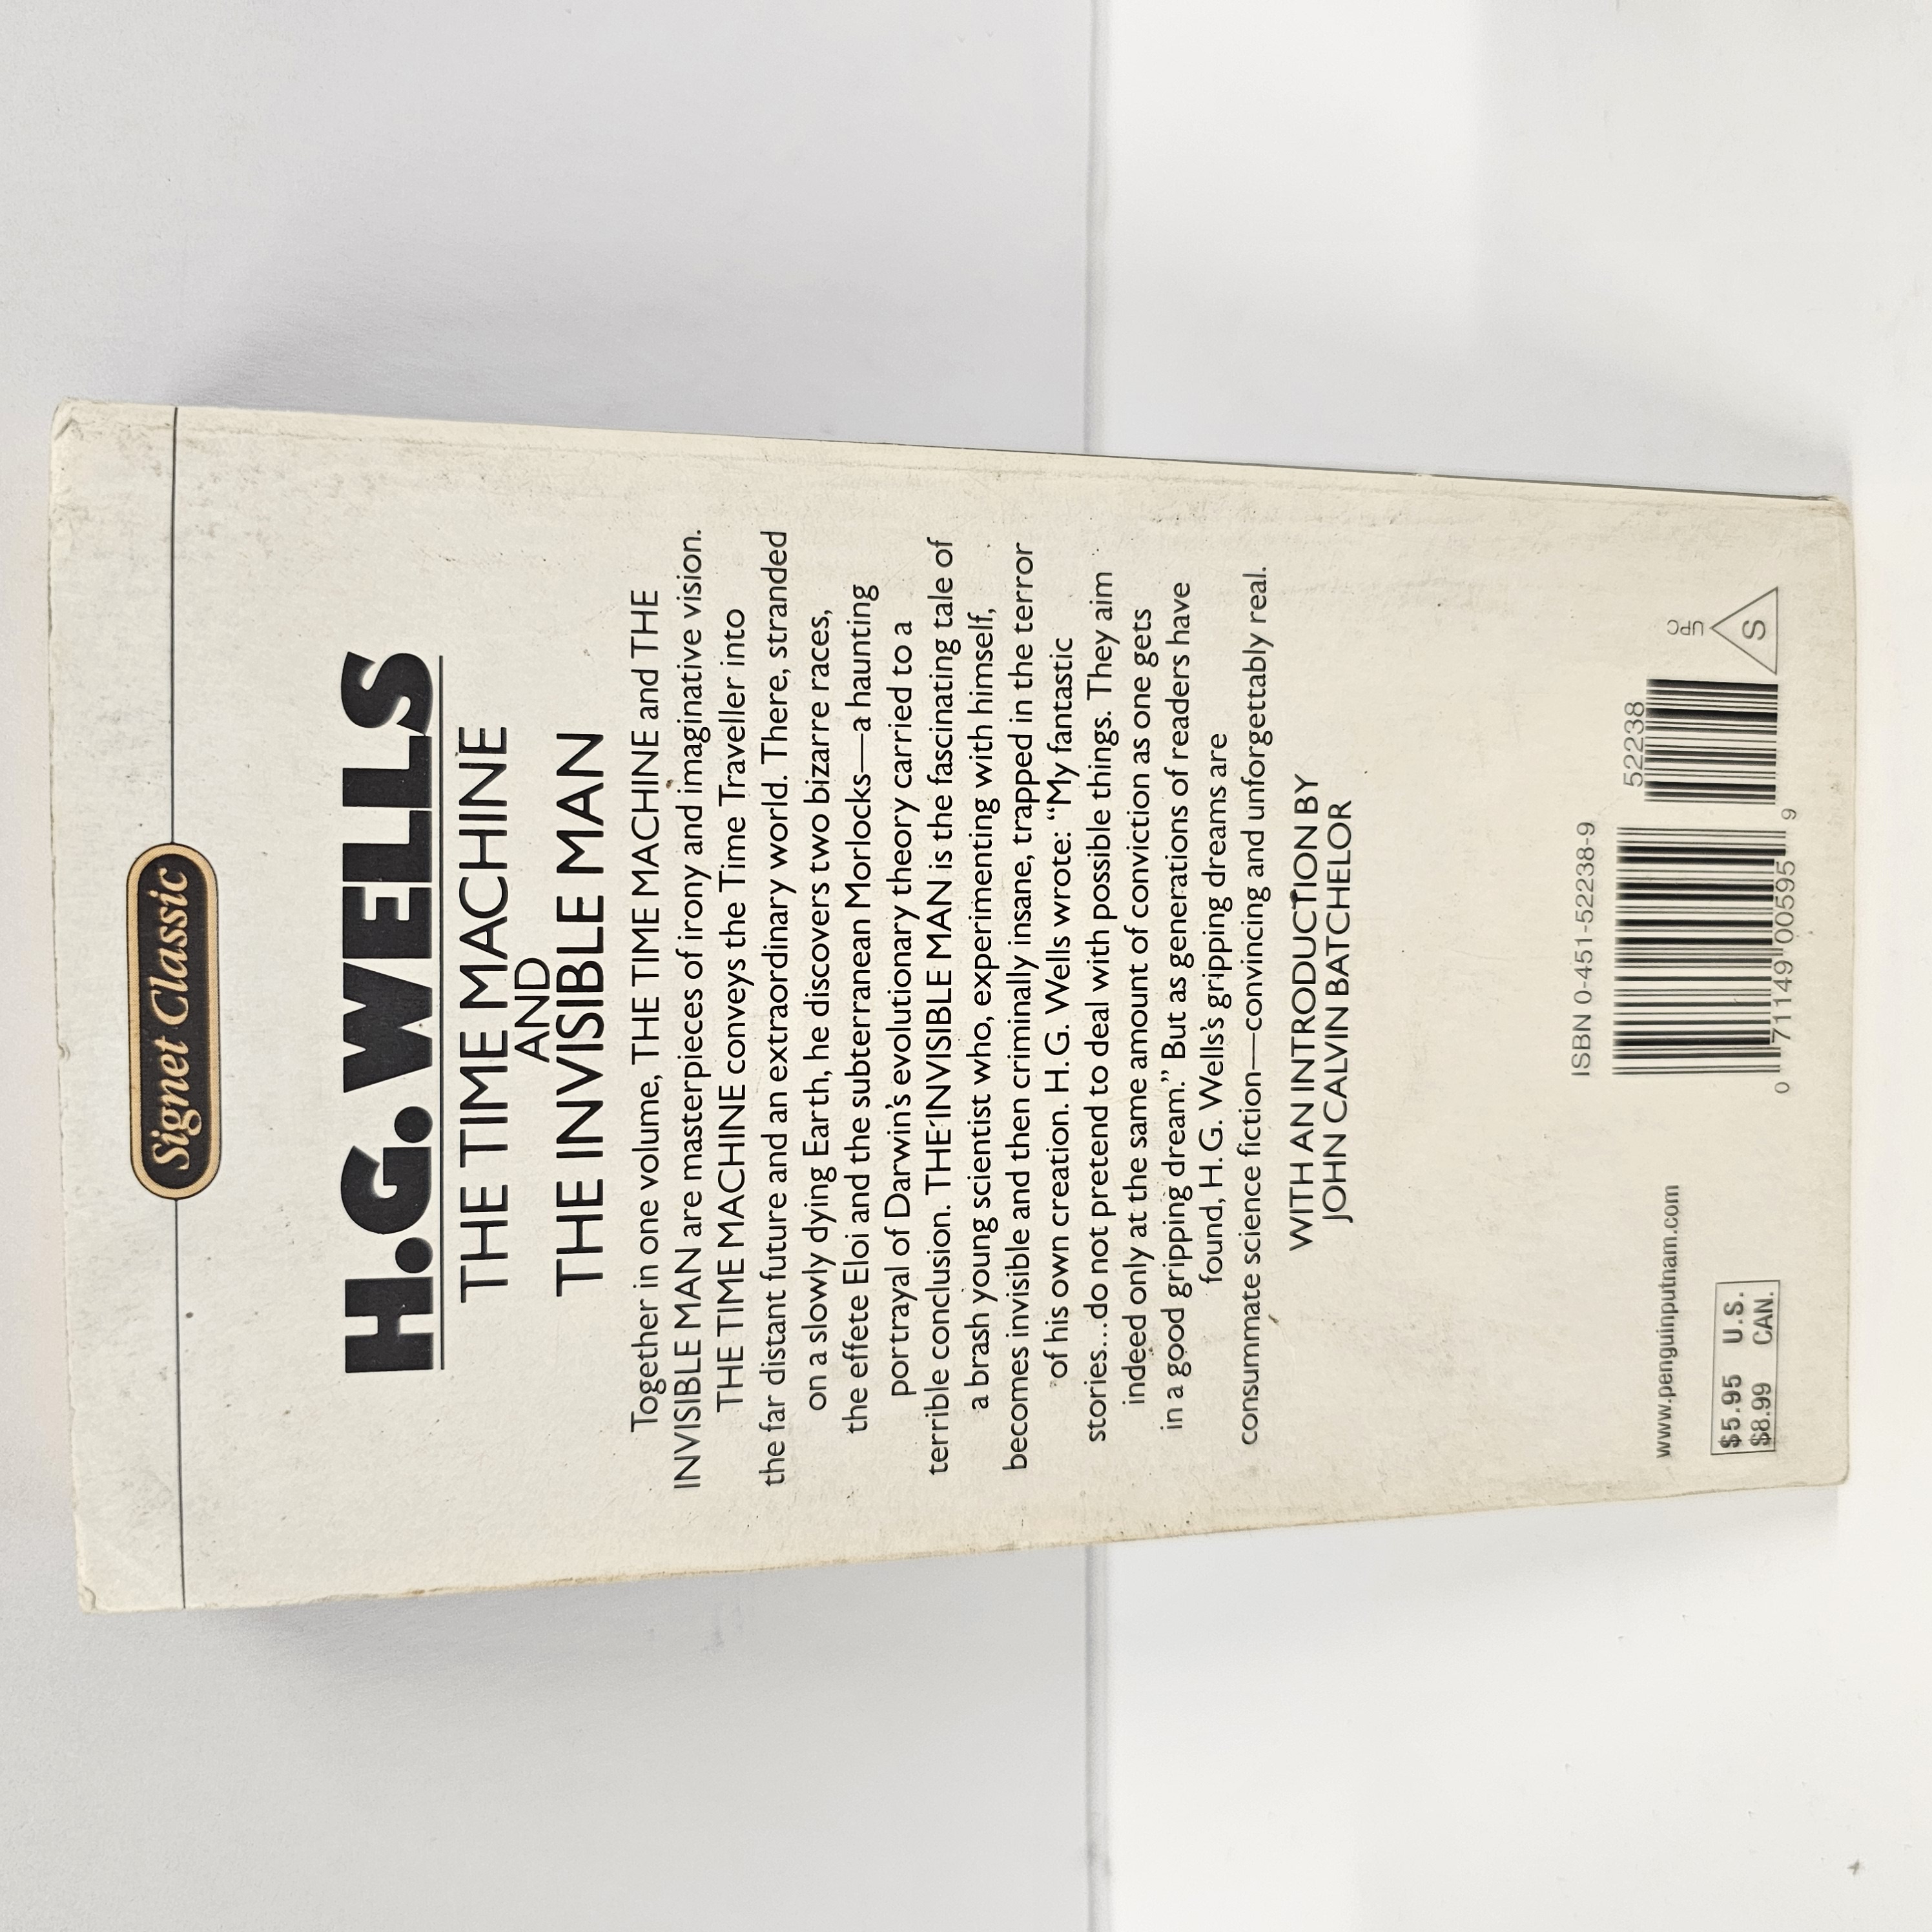 Signet Classic
H.G. WELLS
THE TIME MACHINE
AND
THE INVISIBLE MAN
Together in one volume, THE TIME MACHINE and THE
INVISIBLE MAN are masterpieces of irony and imaginative vision.
THE TIME MACHINE conveys the Time Traveller into
the far distant future and an extraordinary world. There, stranded
on a slowly dying Earth, he discovers two bizarre races,
the effete Eloi and the subterranean Morlocks—a haunting
portrayal of Darwin's evolutionary theory carried to a
terrible conclusion. THE INVISIBLE MAN is the fascinating tale of
a brash young scientist who, experimenting with himself,
becomes invisible and then criminally insane, trapped in the terror
of his own creation. H.G. Wells wrote: “My fantastic
stories...do not pretend to deal with possible things. They aim
indeed only at the same amount of conviction as one gets
in a good gripping dream.” But as generations of readers have
found, H.G. Wells's gripping dreams are
consummate science fiction—convincing and unforgettably real.
WITH AN INTRODUCTION BY
JOHN CALVIN BATCHELOR
ISBN 0-451-52238-9
52238
www.penguinputnam.com
UPC
$5.95 U.S.
$8.99 CAN.
S
0 71149 00595 9